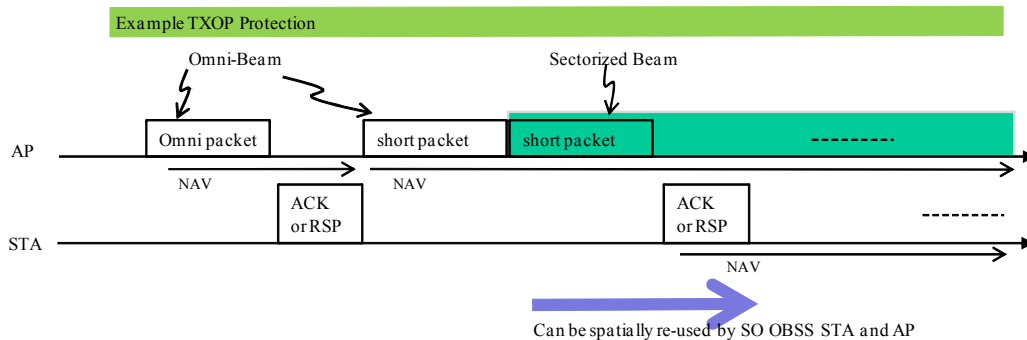 Example TXOP Protection
Omni-Beam
Sectorized Beam
Omni packet
short packet
short packet
AP
NAV
NAV
ACK
or RSP
ACK
or RSP
STA
NAV
Can be spatially re-used by SO OBSS STA and AP